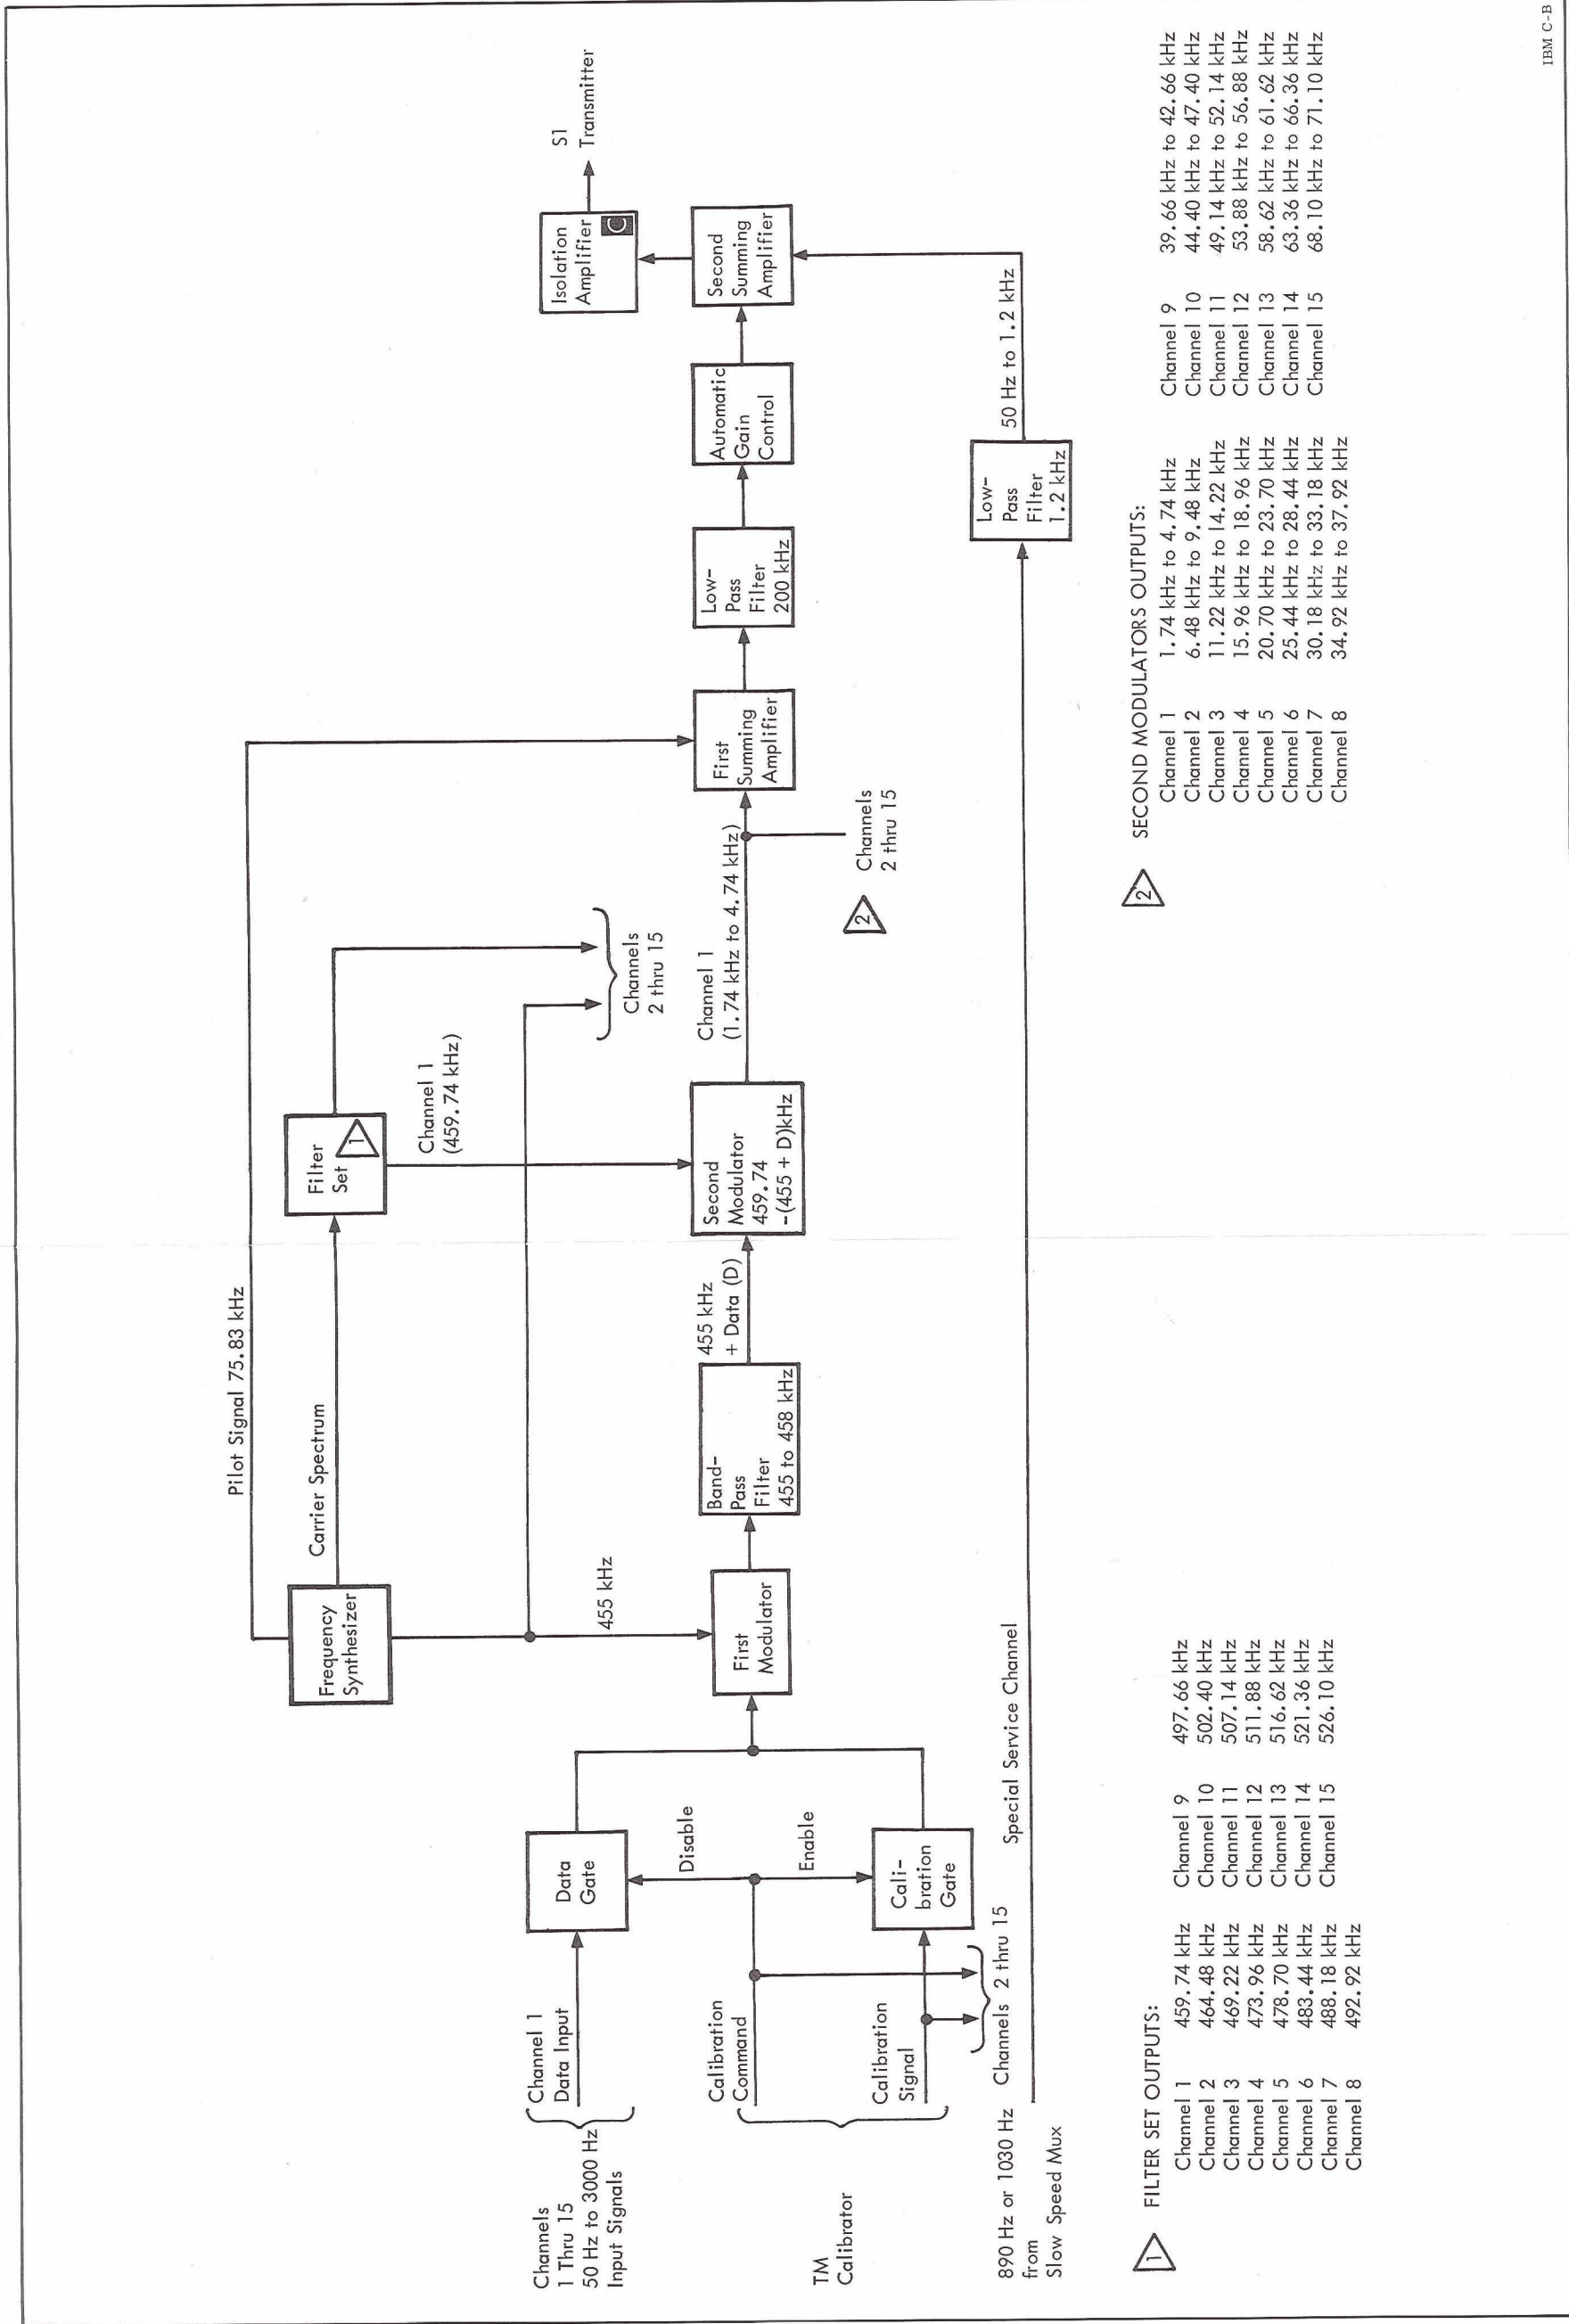 Pilot Signal 75.83 kHz
Frequency
Synthesizer
Carrier Spectrum
Filter
Set
1
Channel 1
(459.74 kHz)
455 kHz
Channels
2 thru 15
Channels
1 Thru 15
50 Hz to 3000 Hz
Input Signals
Channel 1
Data Input
Data
Gate
Disable
Enable
TM
Calibrator
Calibration
Command
Calibration
Signal
Cali-
bration
Gate
Channels 2 thru 15
First
Modulator
Band-
Pass
Filter
455 to 458 kHz
455 kHz
+ Data (D)
Second
Modulator
459.74
-(455 + D)kHz
Channel 1
(1.74 kHz to 4.74 kHz)
2
Channels
2 thru 15
First
Summing
Amplifier
Low-
Pass
Filter
200 kHz
Automatic
Gain
Control
Second
Summing
Amplifier
Isolation
Amplifier
C
S1
Transmitter
890 Hz or 1030 Hz
from
Slow Speed Mux
Special Service Channel
Low-
Pass
Filter
1.2 kHz
50 Hz to 1.2 kHz
1 FILTER SET OUTPUTS:
Channel 1 459.74 kHz Channel 9 497.66 kHz
Channel 2 464.48 kHz Channel 10 502.40 kHz
Channel 3 469.22 kHz Channel 11 507.14 kHz
Channel 4 473.96 kHz Channel 12 511.88 kHz
Channel 5 478.70 kHz Channel 13 516.62 kHz
Channel 6 483.44 kHz Channel 14 521.36 kHz
Channel 7 488.18 kHz Channel 15 526.10 kHz
Channel 8 492.92 kHz
2 SECOND MODULATORS OUTPUTS:
Channel 1 1.74 kHz to 4.74 kHz Channel 9 39.66 kHz to 42.66 kHz
Channel 2 6.48 kHz to 9.48 kHz Channel 10 44.40 kHz to 47.40 kHz
Channel 3 11.22 kHz to 14.22 kHz Channel 11 49.14 kHz to 52.14 kHz
Channel 4 15.96 kHz to 18.96 kHz Channel 12 53.88 kHz to 56.88 kHz
Channel 5 20.70 kHz to 23.70 kHz Channel 13 58.62 kHz to 61.62 kHz
Channel 6 25.44 kHz to 28.44 kHz Channel 14 63.36 kHz to 66.36 kHz
Channel 7 30.18 kHz to 33.18 kHz Channel 15 68.10 kHz to 71.10 kHz
Channel 8 34.92 kHz to 37.92 kHz
IBM C-B